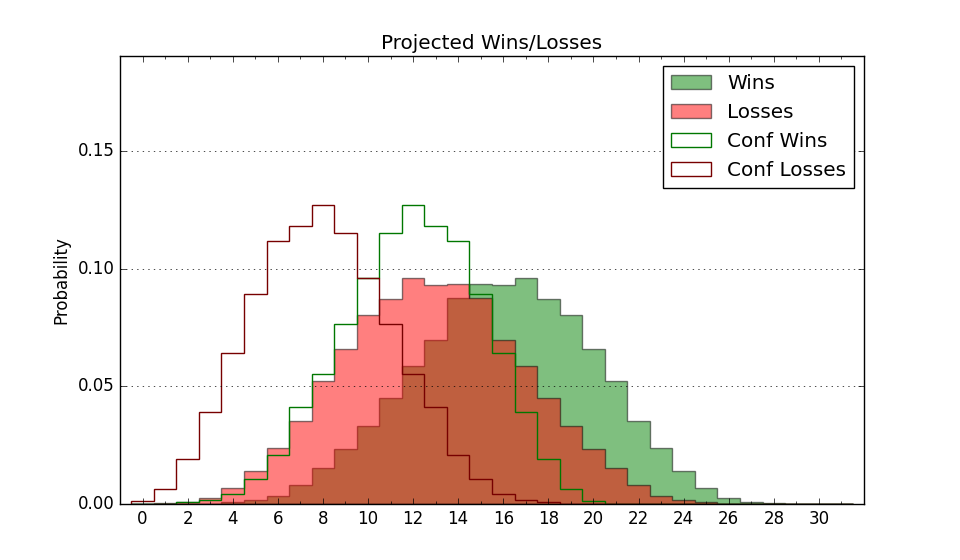 Projected Wins/Losses
Wins
Losses
Conf Wins
Conf Losses
Probability
0.15
0.10
0.05
0.00
0 2 4 6 8 10 12 14 16 18 20 22 24 26 28 30